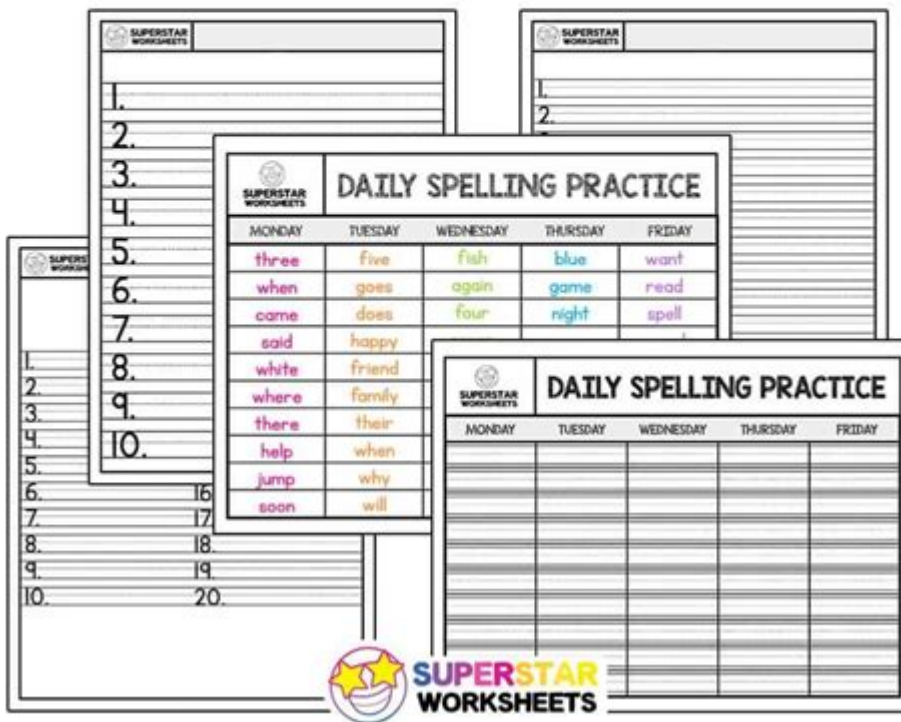 SUPERSTAR
WORKSHEETS
1.
2.
3.
4.
5.
6.
7.
8.
9.
10.
SUPERSTAR
WORKSHEETS
1.
2.
SUPERSTAR
WORKSHEETS
DAILY SPELLING PRACTICE
MONDAY TUESDAY WEDNESDAY THURSDAY FRIDAY
three five fish blue want
when goes again game read
came does four night spell
said happy
white friend
where family
there their
help when
jump why
soon will
1.
2.
3.
4.
5.
6. 16.
7. 17.
8. 18.
9. 19.
10. 20.
SUPERSTAR
WORKSHEETS
DAILY SPELLING PRACTICE
MONDAY TUESDAY WEDNESDAY THURSDAY FRIDAY
SUPERSTAR
WORKSHEETS